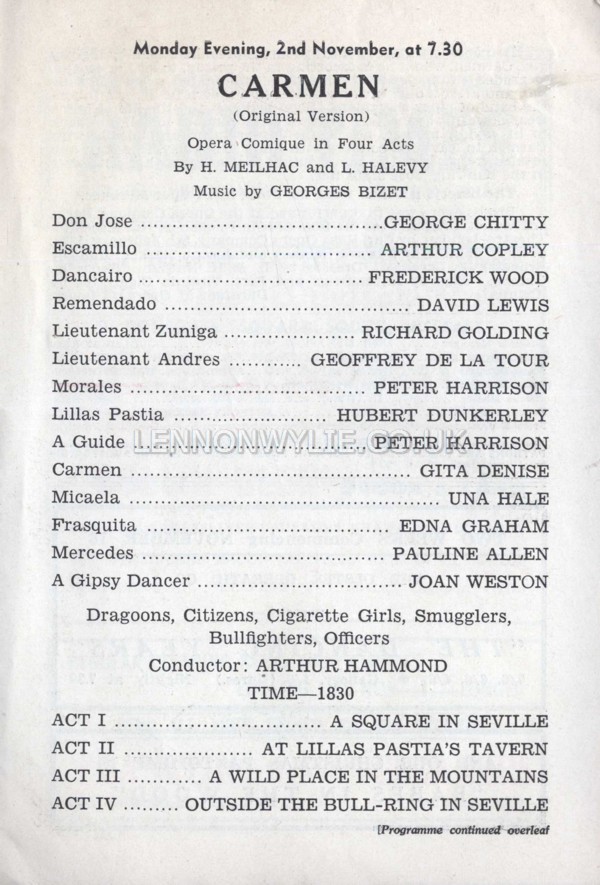 Monday Evening, 2nd November, at 7.30
CARMEN
(Original Version)
Opera Comique in Four Acts
By H. MEILHAC and L. HALEVY
Music by GEORGES BIZET
Don Jose ..................................GEORGE CHITTY
Escamillo ................................ ARTHUR COPLEY
Dancairo ................................ FREDERICK WOOD
Remendado ................................... DAVID LEWIS
Lieutenant Zuniga ................... RICHARD GOLDING
Lieutenant Andres ........... GEOFFREY DE LA TOUR
Morales .................................. PETER HARRISON
Lillas Pastia ...................... HUBERT DUNKERLEY
A Guide ................................. PETER HARRISON
LENNONWYLIE.CO.UK
Carmen ........................................ GITA DENISE
Micaela ............................................ UNA HALE
Frasquita .................................. EDNA GRAHAM
Mercedes .................................. PAULINE ALLEN
A Gipsy Dancer ......................... JOAN WESTON
Dragoons, Citizens, Cigarette Girls, Smugglers,
Bullfighters, Officers
Conductor: ARTHUR HAMMOND
TIME—1830
ACT I .............................. A SQUARE IN SEVILLE
ACT II ................... AT LILLAS PASTIA'S TAVERN
ACT III ........... A WILD PLACE IN THE MOUNTAINS
ACT IV ......... OUTSIDE THE BULL-RING IN SEVILLE
[Programme continued overleaf